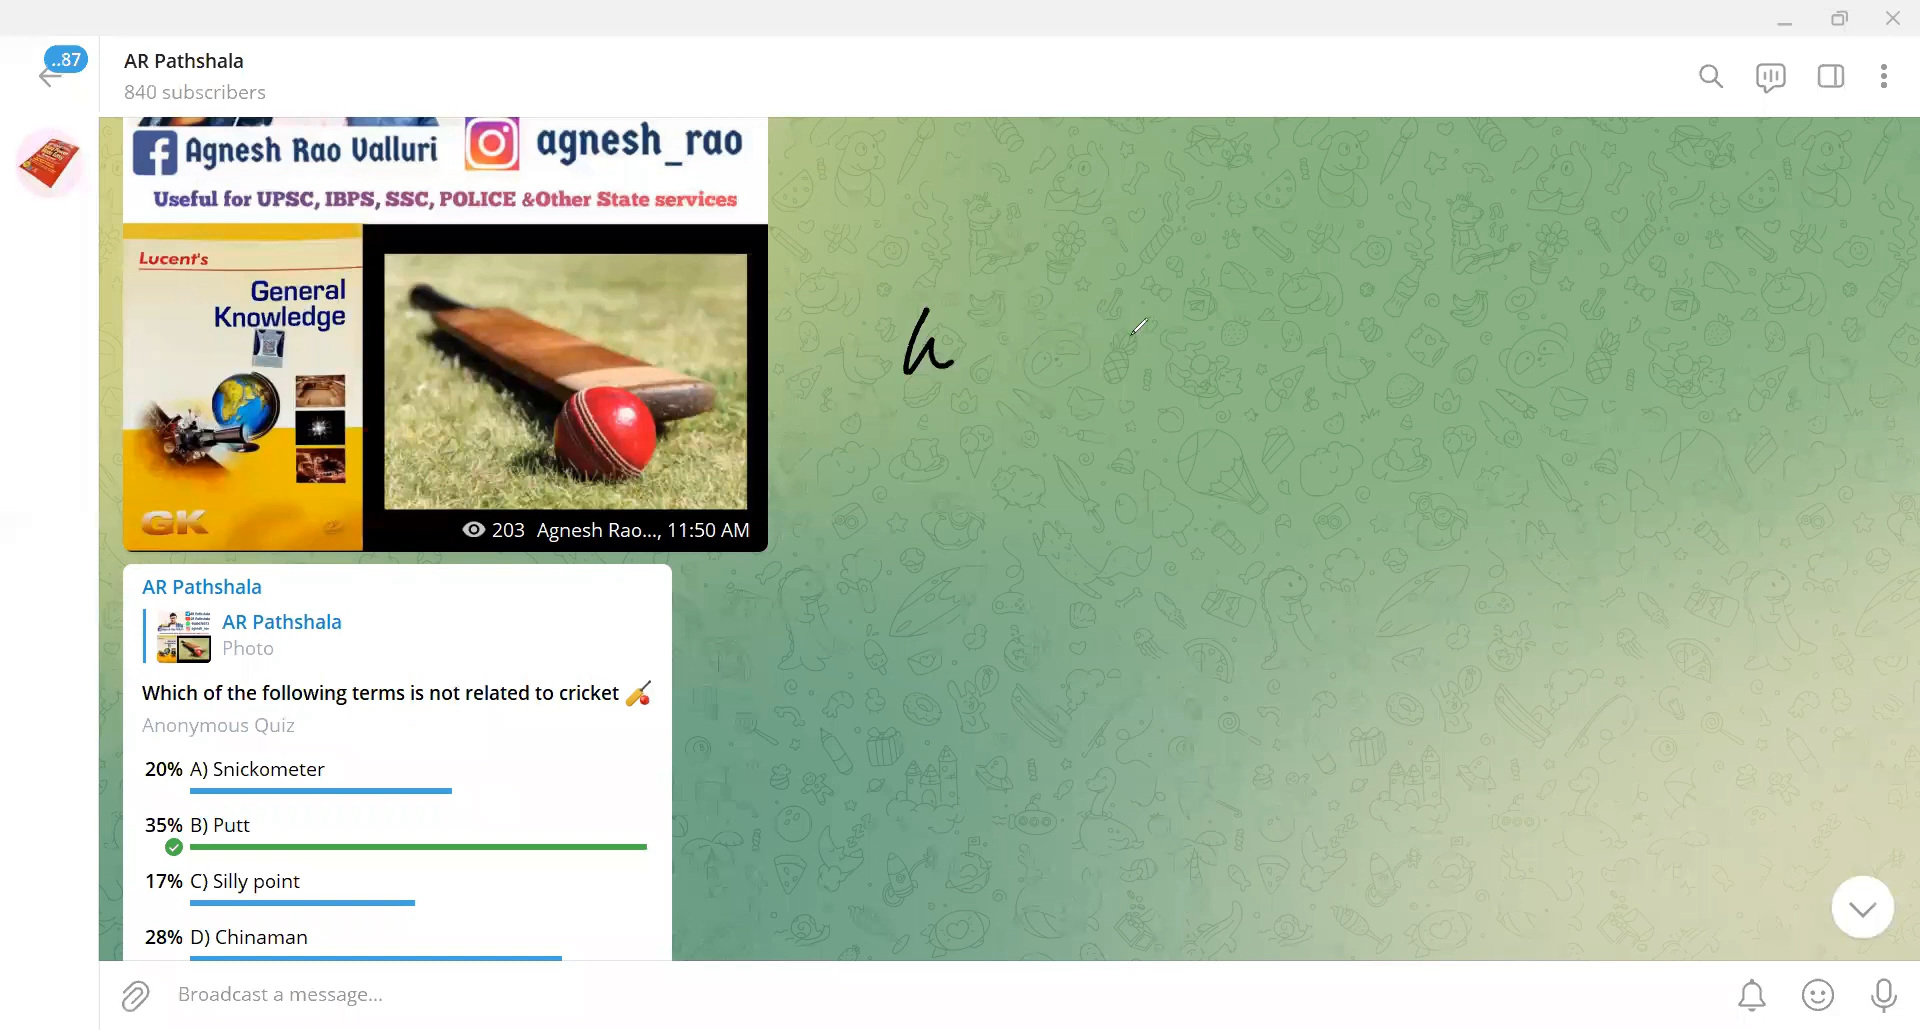 ..87
AR Pathshala
840 subscribers
Agnesh Rao Valluri agnesh_rao
Useful for UPSC, IBPS, SSC, POLICE &Other State services
Lucent's
General
Knowledge
GK
203 Agnesh Rao..., 11:50 AM
h
AR Pathshala
AR Pathshala
Photo
Which of the following terms is not related to cricket
Anonymous Quiz
20% A) Snickometer
35% B) Putt
17% C) Silly point
28% D) Chinaman
Broadcast a message...